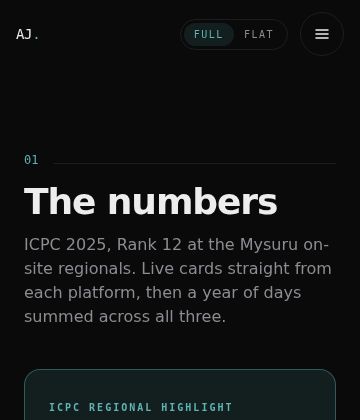 AJ.
FULL FLAT
01
The numbers
ICPC 2025, Rank 12 at the Mysuru on-
site regionals. Live cards straight from
each platform, then a year of days
summed across all three.
ICPC REGIONAL HIGHLIGHT